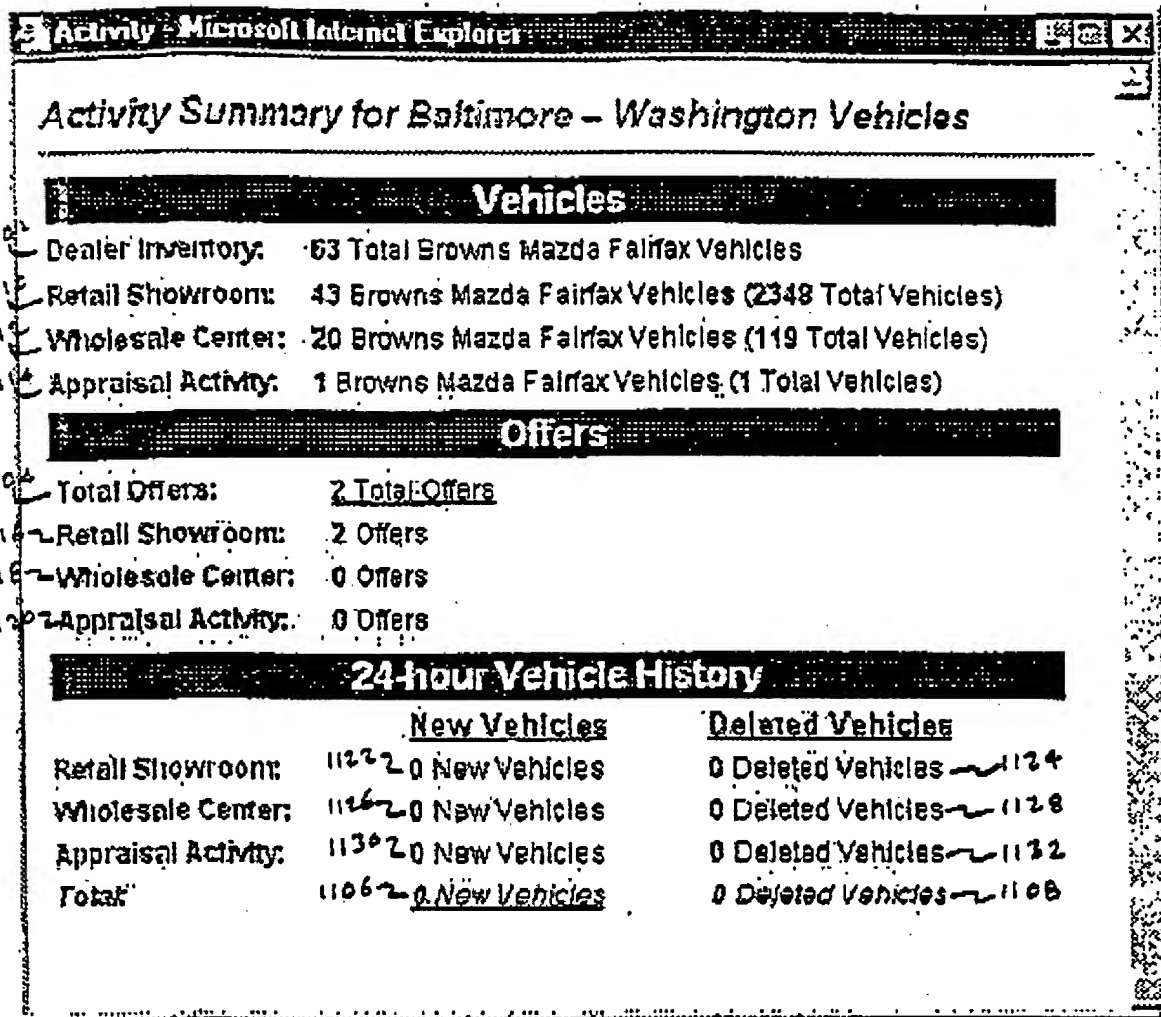 Activity - Microsoft Internet Explorer
Activity Summary for Baltimore – Washington Vehicles
Vehicles
Dealer Inventory: 63 Total Browns Mazda Fairfax Vehicles
Retail Showroom: 43 Browns Mazda Fairfax Vehicles (2348 Total Vehicles)
Wholesale Center: 20 Browns Mazda Fairfax Vehicles (119 Total Vehicles)
Appraisal Activity: 1 Browns Mazda Fairfax Vehicles (1 Total Vehicles)
Offers
Total Offers: 2 Total Offers
Retail Showroom: 2 Offers
Wholesale Center: 0 Offers
Appraisal Activity: 0 Offers
24-hour Vehicle History
New Vehicles Deleted Vehicles
Retail Showroom: 1122 0 New Vehicles 0 Deleted Vehicles 1124
Wholesale Center: 1126 0 New Vehicles 0 Deleted Vehicles 1128
Appraisal Activity: 1130 0 New Vehicles 0 Deleted Vehicles 1132
Total: 1106 0 New Vehicles 0 Deleted Vehicles 1108